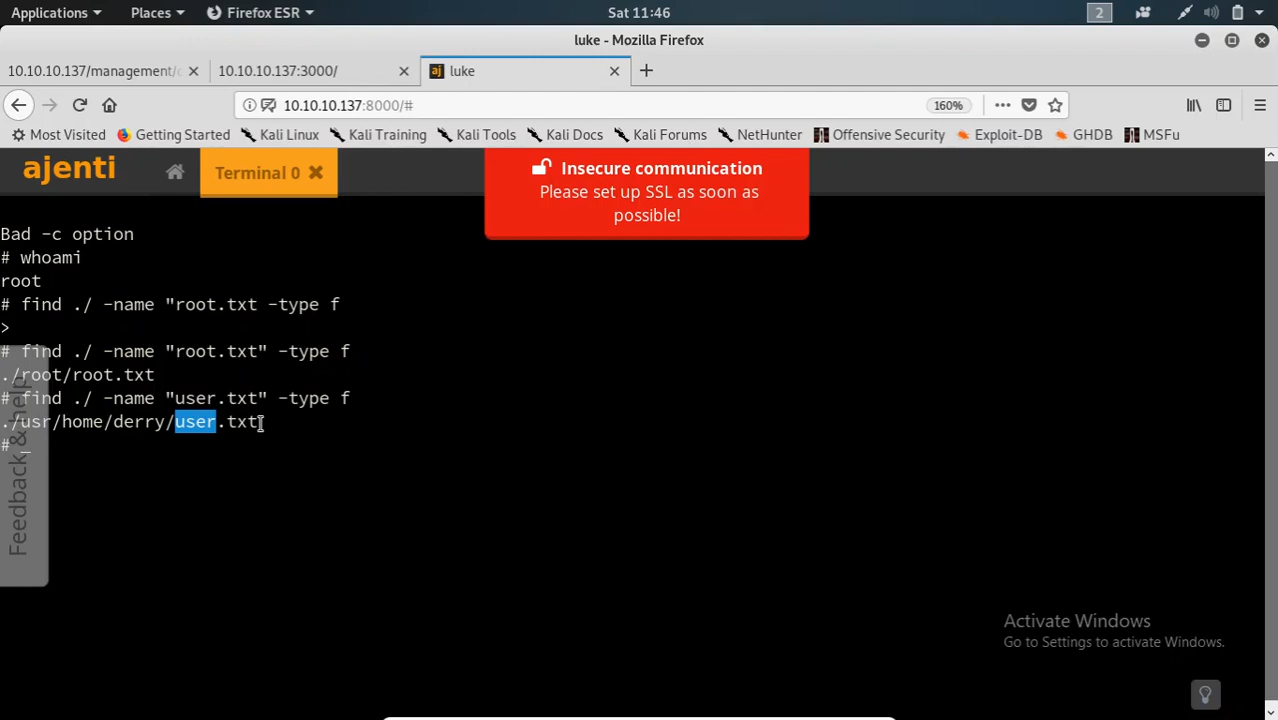 Applications Places Firefox ESR Sat 11:46 2
luke - Mozilla Firefox
10.10.10.137/management/ 10.10.10.137:3000/ luke
10.10.10.137:8000/# 160%
Most Visited Getting Started Kali Linux Kali Training Kali Tools Kali Docs Kali Forums NetHunter Offensive Security Exploit-DB GHDB MSFu
ajenti Terminal 0
Insecure communication
Please set up SSL as soon as
possible!
Bad -c option
# whoami
root
# find ./ -name "root.txt -type f
>
# find ./ -name "root.txt" -type f
./root/root.txt
# find ./ -name "user.txt" -type f
./usr/home/derry/user.txt
# _
Feedback & help
Activate Windows
Go to Settings to activate Windows.